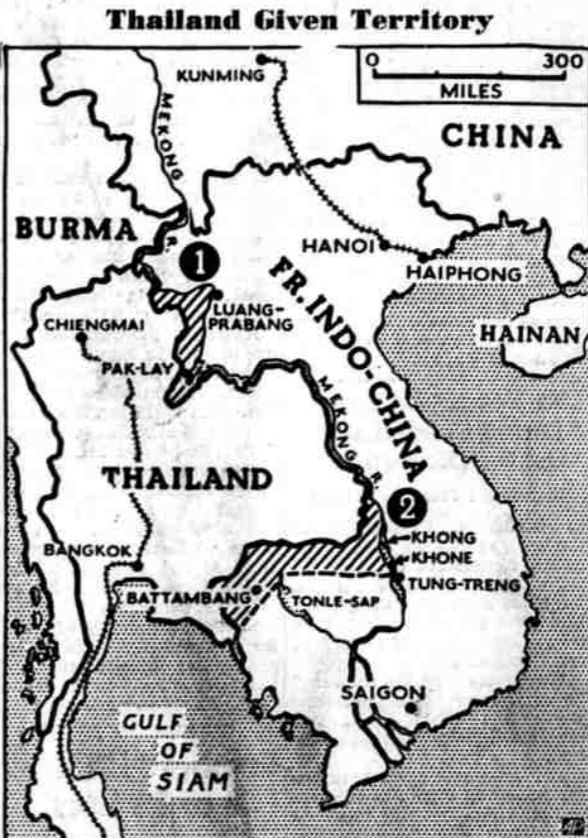 Thailand Given Territory
0 300
MILES
KUNMING
MEKONG
R.
CHINA
BURMA
1
HANOI
HAIPHONG
LUANG-
PRABANG
FR. INDO-CHINA
CHIENGMAI
HAINAN
PAK-LAY
MEKONG R.
THAILAND
2
KHONG
KHONE
BANGKOK
TUNG-TRENG
BATTAMBANG
TONLE-SAP
SAIGON
GULF
OF
SIAM